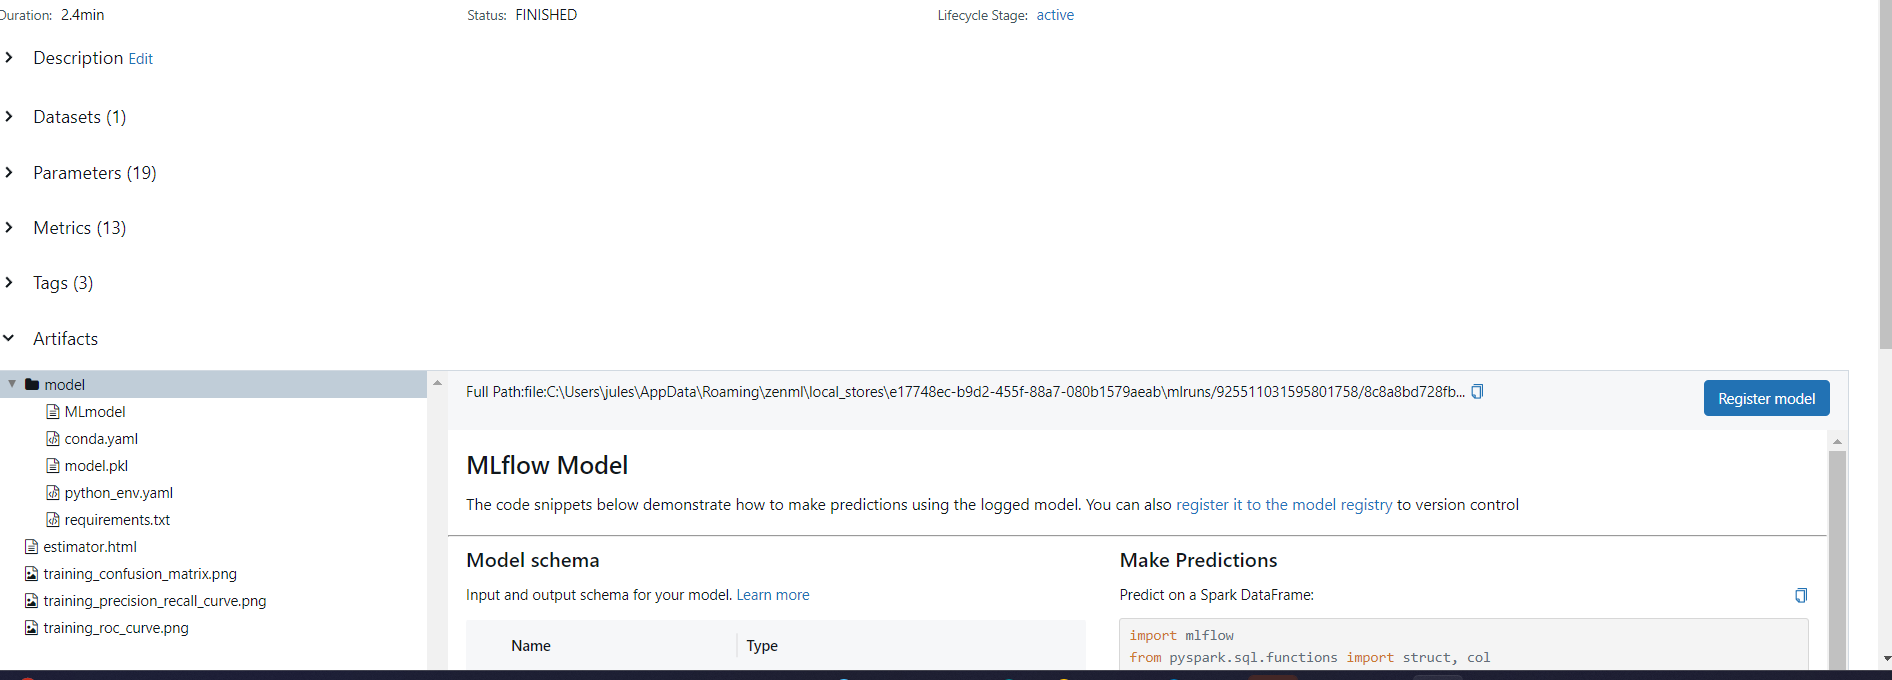 Duration: 2.4min Status: FINISHED Lifecycle Stage: active
Description Edit
Datasets (1)
Parameters (19)
Metrics (13)
Tags (3)
Artifacts
model
MLmodel
conda.yaml
model.pkl
python_env.yaml
requirements.txt
estimator.html
training_confusion_matrix.png
training_precision_recall_curve.png
training_roc_curve.png
Full Path:file:C:\Users\jules\AppData\Roaming\zenml\local_stores\e17748ec-b9d2-455f-88a7-080b1579aeab\mlruns/925511031595801758/8c8a8bd728fb...
Register model
MLflow Model
The code snippets below demonstrate how to make predictions using the logged model. You can also register it to the model registry to version control
Model schema
Input and output schema for your model. Learn more
Name Type
Make Predictions
Predict on a Spark DataFrame:
import mlflow
from pyspark.sql.functions import struct, col